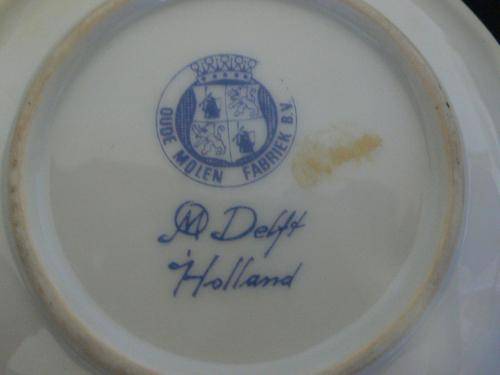 OUDE MOLEN FABRIEK B.V.
OM Delft
Holland